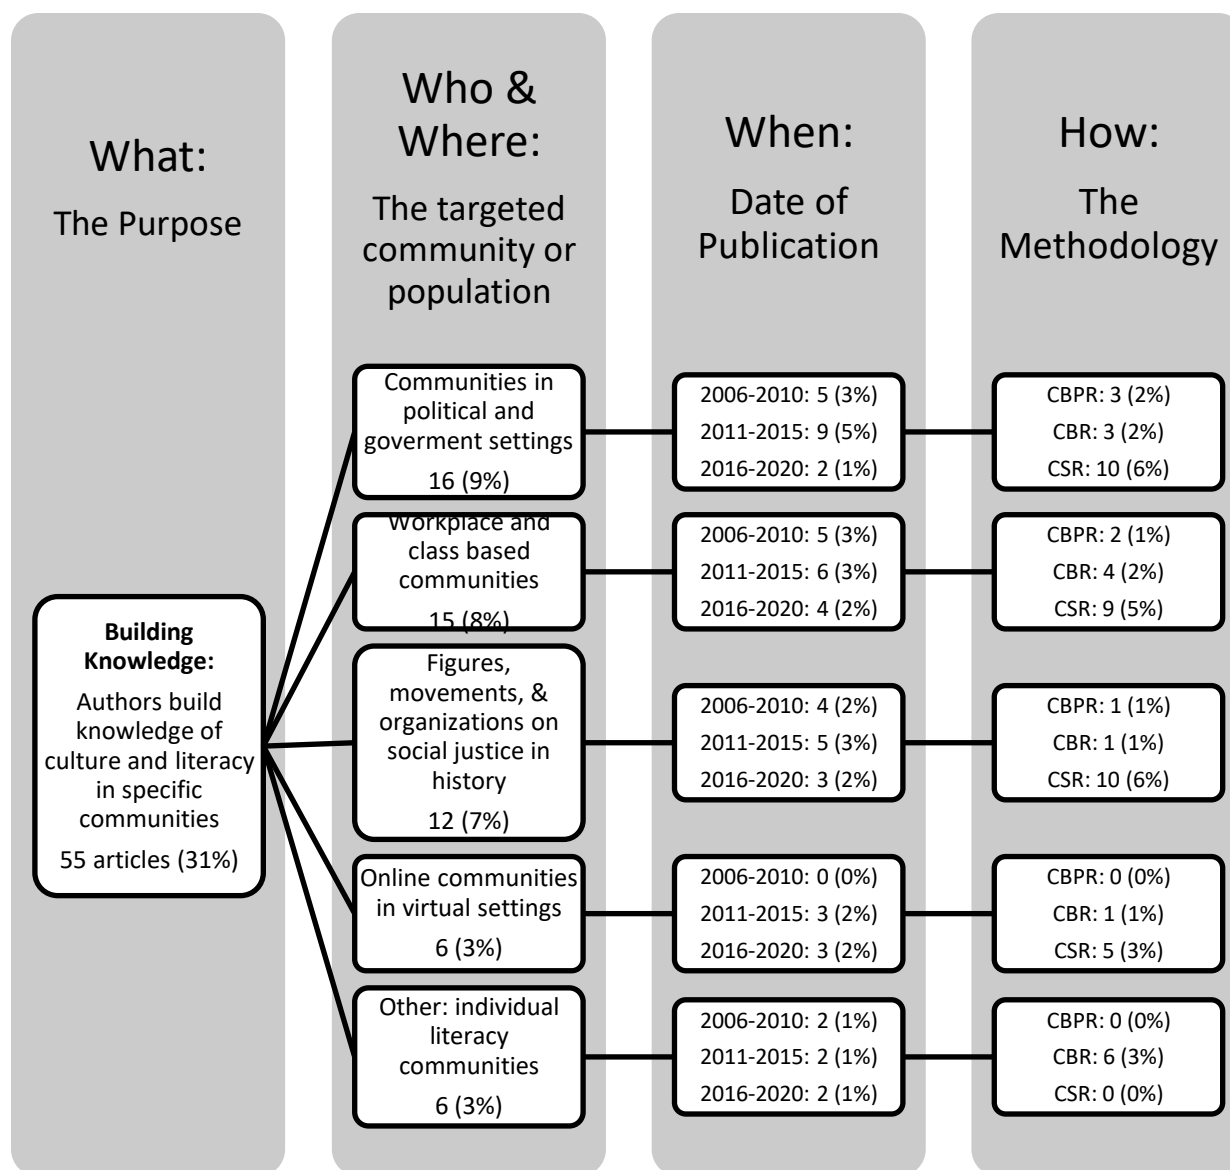 What:
The Purpose
Who &
Where:
The targeted
community or
population
When:
Date of
Publication
How:
The
Methodology
Building
Knowledge:
Authors build
knowledge of
culture and literacy
in specific
communities
55 articles (31%)
Communities in
political and
goverment settings
16 (9%)
2006-2010: 5 (3%)
2011-2015: 9 (5%)
2016-2020: 2 (1%)
CBPR: 3 (2%)
CBR: 3 (2%)
CSR: 10 (6%)
Workplace and
class based
communities
15 (8%)
2006-2010: 5 (3%)
2011-2015: 6 (3%)
2016-2020: 4 (2%)
CBPR: 2 (1%)
CBR: 4 (2%)
CSR: 9 (5%)
Figures,
movements, &
organizations on
social justice in
history
12 (7%)
2006-2010: 4 (2%)
2011-2015: 5 (3%)
2016-2020: 3 (2%)
CBPR: 1 (1%)
CBR: 1 (1%)
CSR: 10 (6%)
Online communities
in virtual settings
6 (3%)
2006-2010: 0 (0%)
2011-2015: 3 (2%)
2016-2020: 3 (2%)
CBPR: 0 (0%)
CBR: 1 (1%)
CSR: 5 (3%)
Other: individual
literacy
communities
6 (3%)
2006-2010: 2 (1%)
2011-2015: 2 (1%)
2016-2020: 2 (1%)
CBPR: 0 (0%)
CBR: 6 (3%)
CSR: 0 (0%)